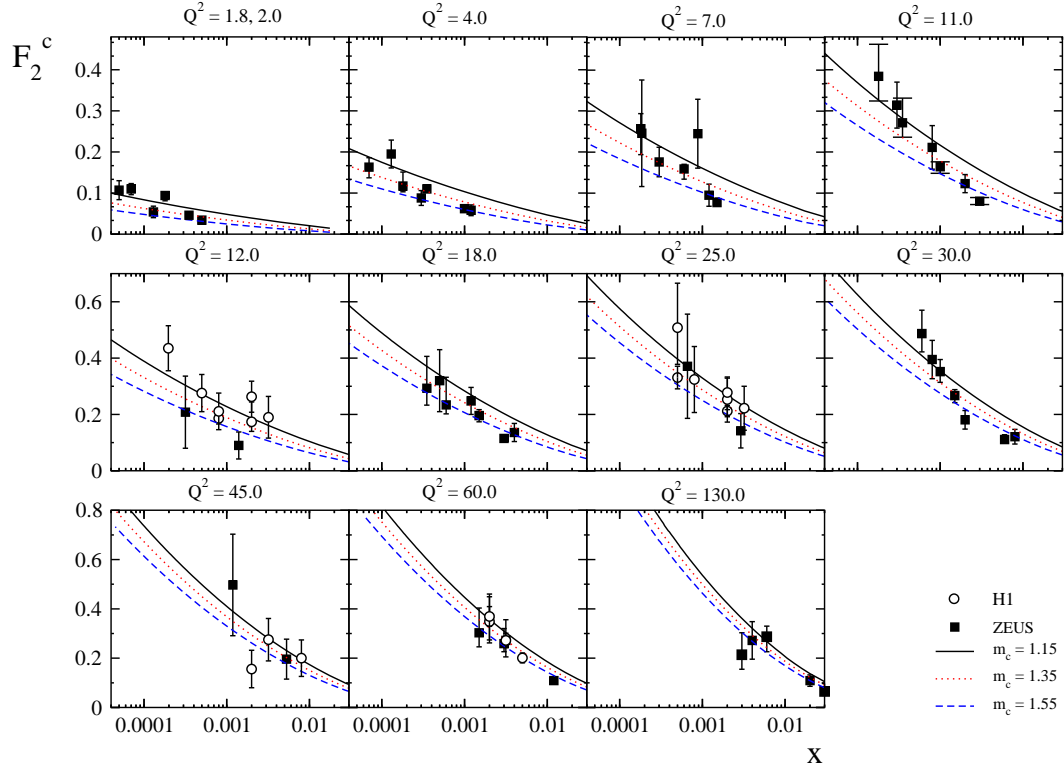 Q² = 1.8, 2.0 Q² = 4.0 Q² = 7.0 Q² = 11.0
F₂ᶜ
0.4
0.3
0.2
0.1
0
Q² = 12.0 Q² = 18.0 Q² = 25.0 Q² = 30.0
0.6
0.4
0.2
0
Q² = 45.0 Q² = 60.0 Q² = 130.0
0.8
0.6
0.4
0.2
0
H1
ZEUS
m_c = 1.15
m_c = 1.35
m_c = 1.55
0.0001 0.001 0.01 0.0001 0.001 0.01 0.0001 0.001 0.01
x